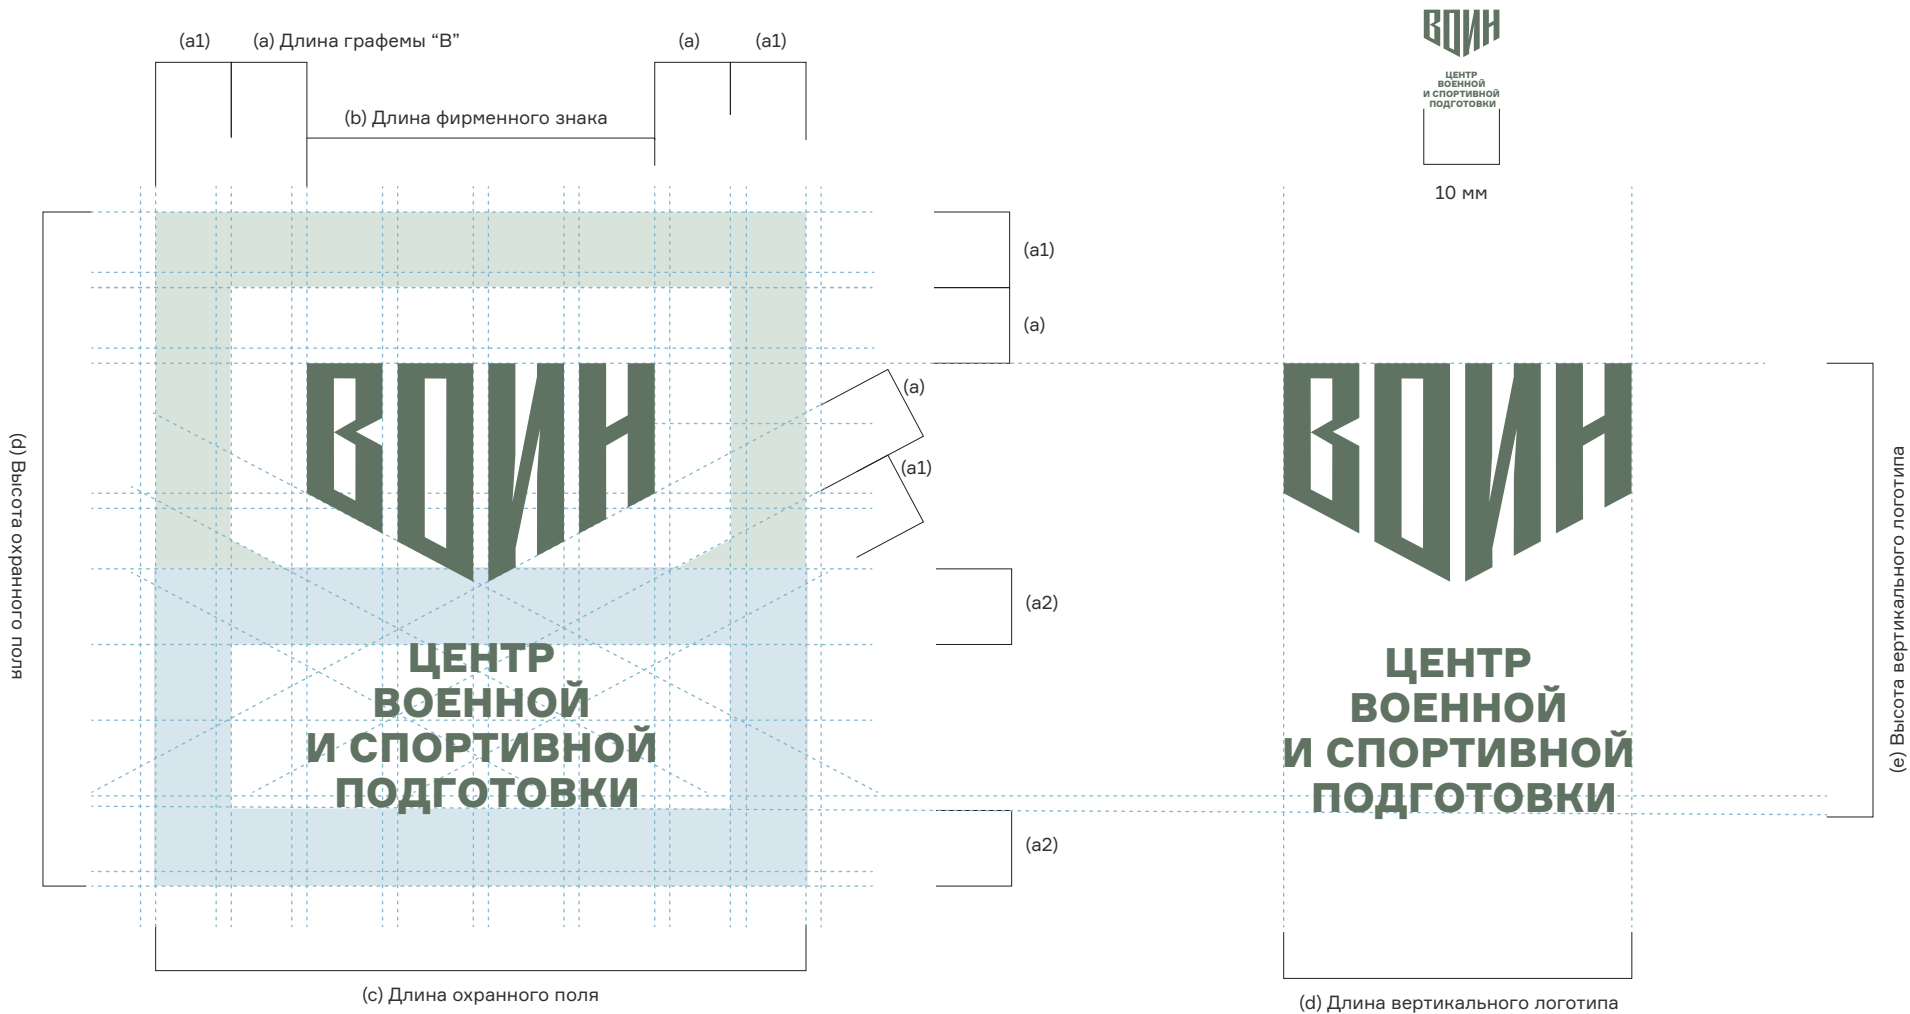 (a1)
(a) Длина графемы “В”
(a)
(a1)
(b) Длина фирменного знака
ВОИН
ЦЕНТР
ВОЕННОЙ
И СПОРТИВНОЙ
ПОДГОТОВКИ
10 мм
(d) Высота охранного поля
(a1)
(a)
(a)
(a1)
(a2)
(a2)
ВОИН
ЦЕНТР
ВОЕННОЙ
И СПОРТИВНОЙ
ПОДГОТОВКИ
(c) Длина охранного поля
ВОИН
ЦЕНТР
ВОЕННОЙ
И СПОРТИВНОЙ
ПОДГОТОВКИ
(e) Высота вертикального логотипа
(d) Длина вертикального логотипа